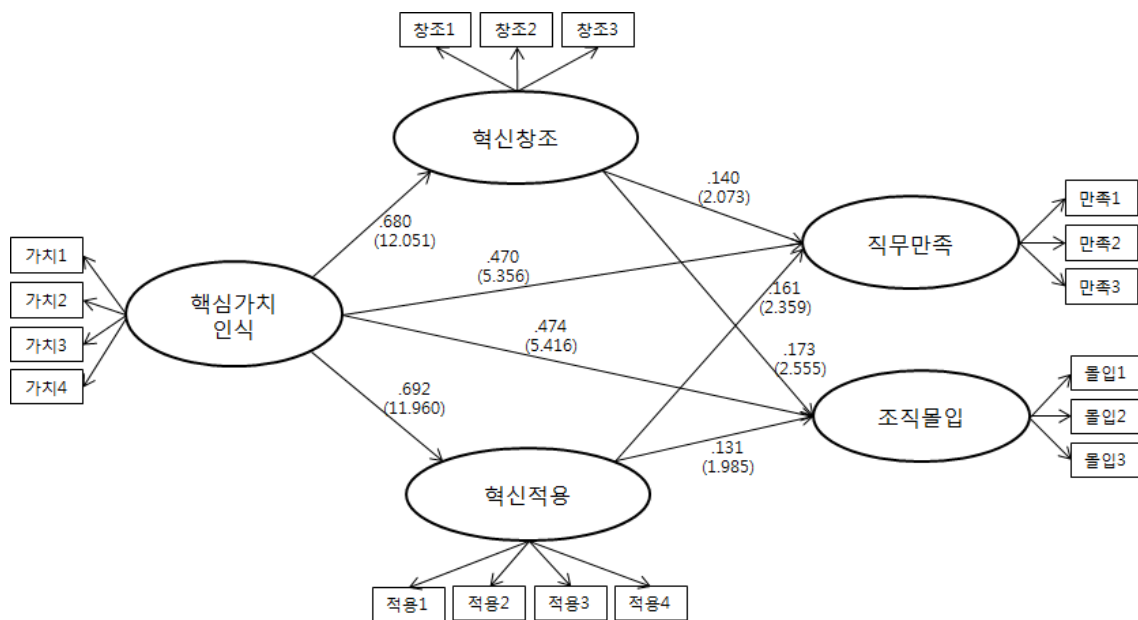 창조1
창조2
창조3
혁신창조
.140
(2.073)
만족1
만족2
만족3
직무만족
.680
(12.051)
.470
(5.356)
가치1
가치2
가치3
가치4
핵심가치
인식
.161
(2.359)
.474
(5.416)
.173
(2.555)
.692
(11.960)
몰입1
몰입2
몰입3
조직몰입
.131
(1.985)
혁신적용
적용1
적용2
적용3
적용4